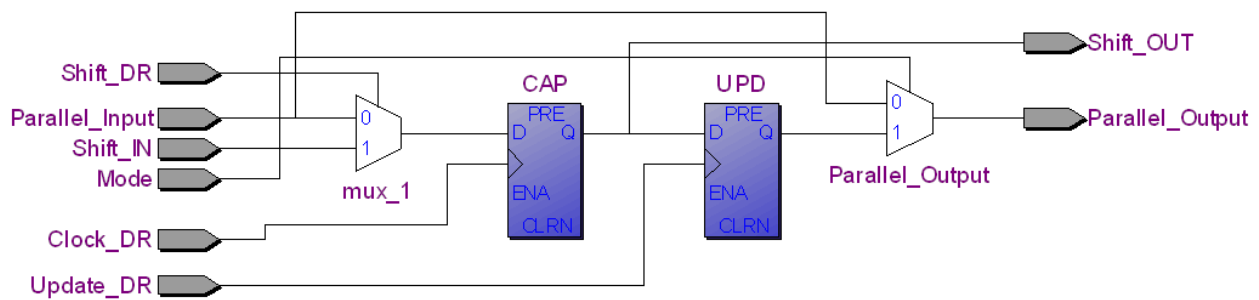 Shift_DR
Parallel_Input
Shift_IN
Mode
Clock_DR
Update_DR
0
1
mux_1
CAP
PRE
D Q
ENA
CLRN
UPD
PRE
D Q
ENA
CLRN
0
1
Parallel_Output
Shift_OUT
Parallel_Output